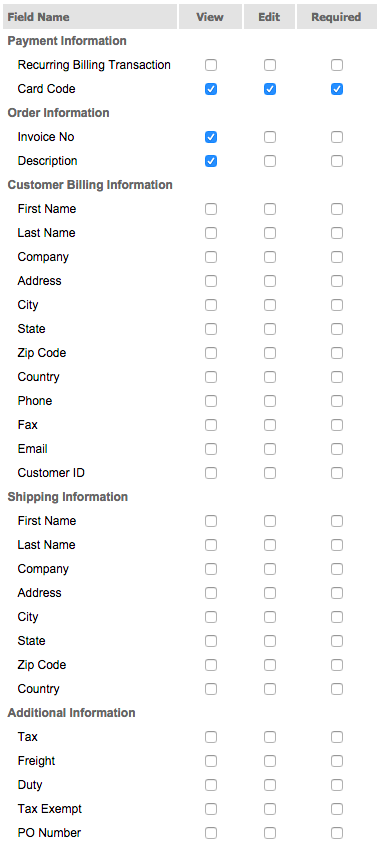 Field Name View Edit Required
Payment Information
Recurring Billing Transaction
Card Code
Order Information
Invoice No
Description
Customer Billing Information
First Name
Last Name
Company
Address
City
State
Zip Code
Country
Phone
Fax
Email
Customer ID
Shipping Information
First Name
Last Name
Company
Address
City
State
Zip Code
Country
Additional Information
Tax
Freight
Duty
Tax Exempt
PO Number